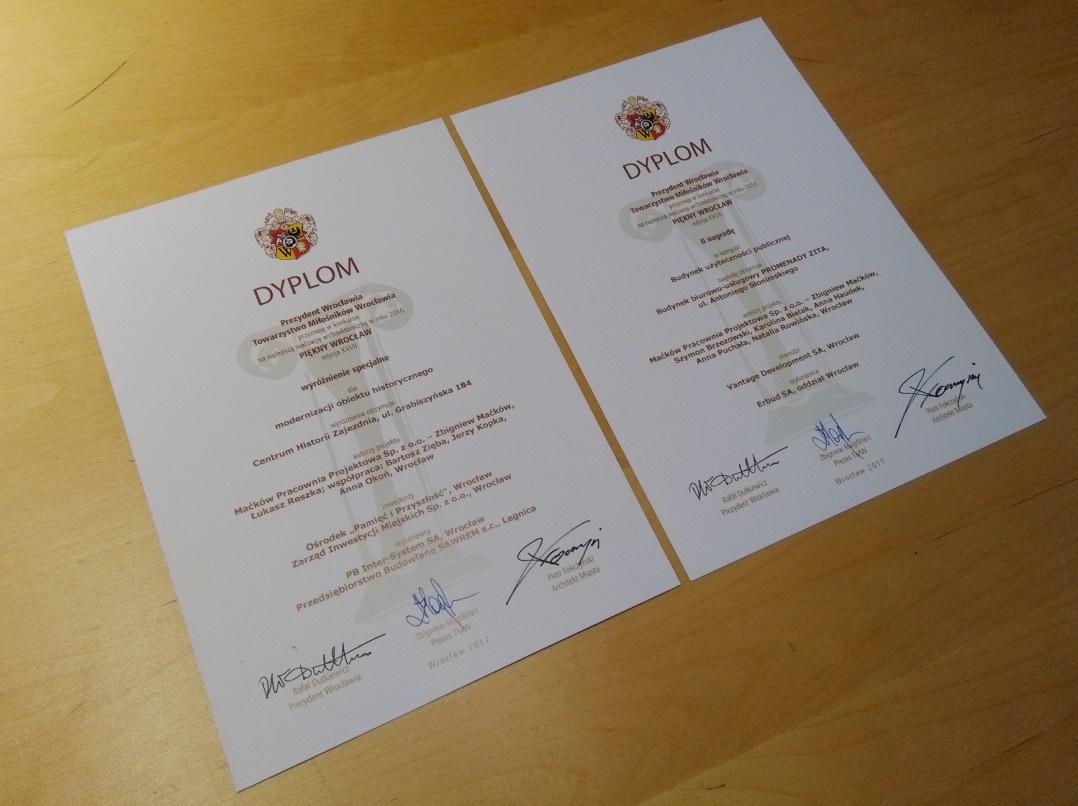 DYPLOM
Prezydent Wrocławia
Towarzystwo Miłośników Wrocławia
przyznają w konkursie
na najlepszą realizację architektoniczną w roku 2016
PIĘKNY WROCŁAW
edycja XXVII
wyróżnienie specjalne
dla
modernizacji obiektu historycznego
wyróżnienie otrzymuje
Centrum Historii Zajezdnia, ul. Grabiszyńska 184
autorzy projektu
Maćków Pracownia Projektowa Sp. z o.o. – Zbigniew Maćków,
Łukasz Reszka; współpraca: Bartosz Zięba, Jerzy Kopka,
Anna Okoń, Wrocław
inwestorzy
Ośrodek „Pamięć i Przyszłość”, Wrocław
Zarząd Inwestycji Miejskich Sp. z o.o., Wrocław
wykonawcy
PB Inter-System SA, Wrocław
Przedsiębiorstwo Budowlane SAWREM s.c., Legnica
Rafał Dutkiewicz
Prezydent Wrocławia
Zbigniew Magdziarz
Prezes TMW
Piotr Fokczyński
Architekt Miasta
Wrocław 2017
DYPLOM
Prezydent Wrocławia
Towarzystwo Miłośników Wrocławia
przyznają w konkursie
na najlepszą realizację architektoniczną w roku 2016
PIĘKNY WROCŁAW
edycja XXVII
II nagrodę
w kategorii
Budynek użyteczności publicznej
nagrodę otrzymuje
Budynek biurowo-usługowy PROMENADY ZITA,
ul. Antoniego Słonimskiego
autorzy projektu
Maćków Pracownia Projektowa Sp. z o.o. – Zbigniew Maćków,
Szymon Brzezowski, Karolina Bielak, Anna Haudek,
Anna Puchała, Natalia Rowińska, Wrocław
inwestor
Vantage Development SA, Wrocław
wykonawca
Erbud SA, oddział Wrocław
Rafał Dutkiewicz
Prezydent Wrocławia
Zbigniew Magdziarz
Prezes TMW
Piotr Fokczyński
Architekt Miasta
Wrocław 2017